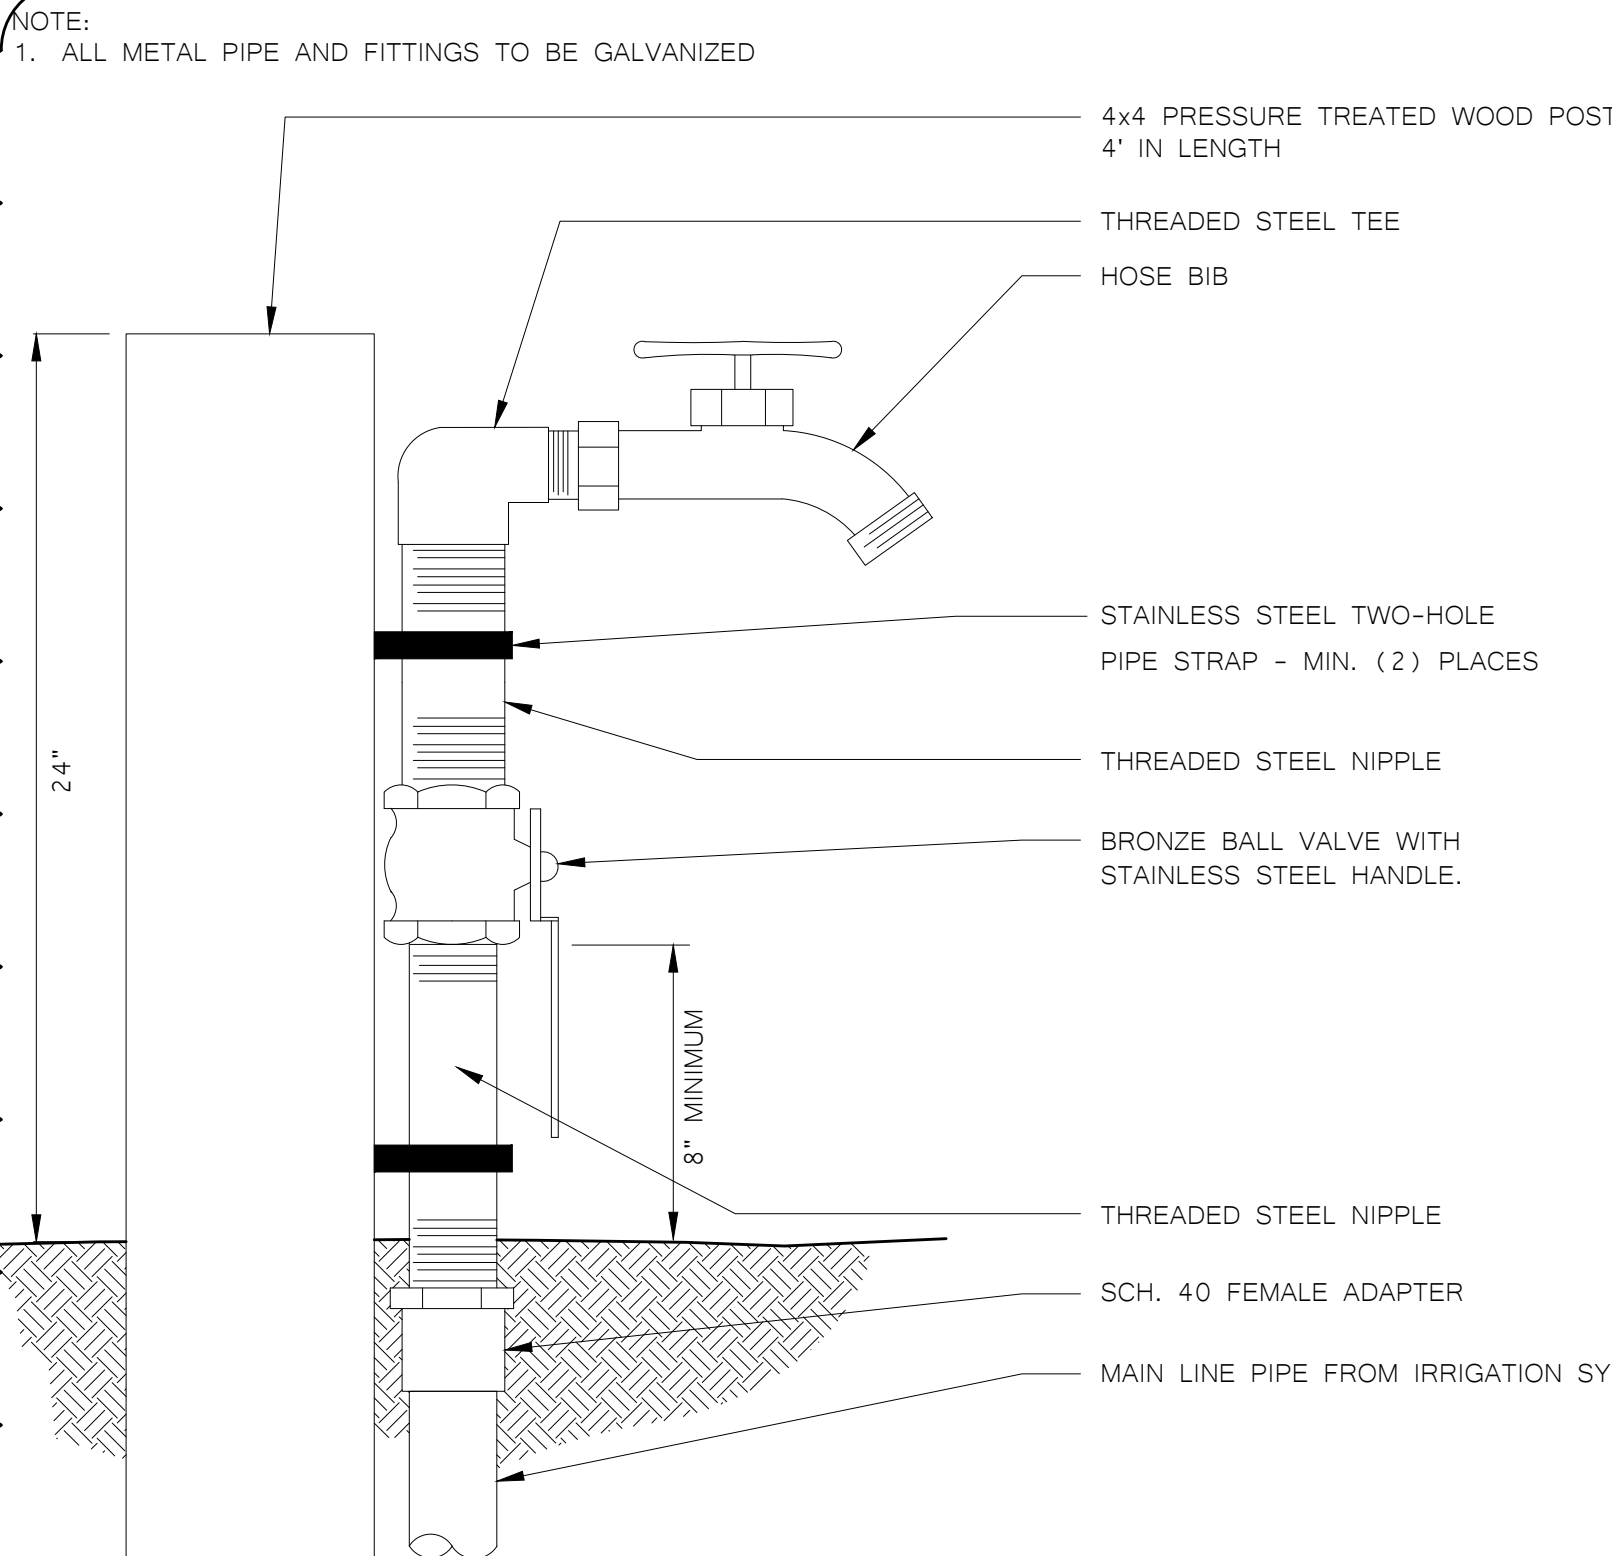 NOTE:
1. ALL METAL PIPE AND FITTINGS TO BE GALVANIZED
4x4 PRESSURE TREATED WOOD POST
4' IN LENGTH
THREADED STEEL TEE
HOSE BIB
STAINLESS STEEL TWO-HOLE
PIPE STRAP - MIN. (2) PLACES
THREADED STEEL NIPPLE
24"
BRONZE BALL VALVE WITH
STAINLESS STEEL HANDLE.
8" MINIMUM
THREADED STEEL NIPPLE
SCH. 40 FEMALE ADAPTER
MAIN LINE PIPE FROM IRRIGATION SY